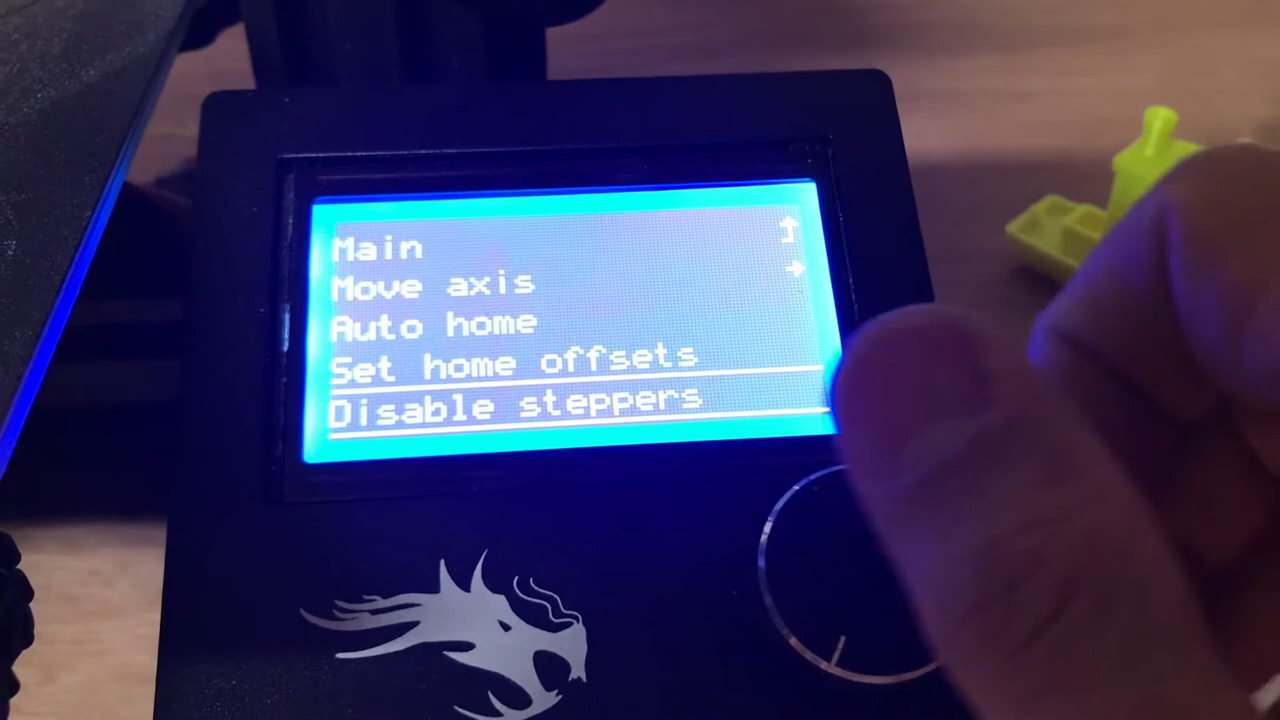 Main
Move axis
Auto home
Set home offsets
Disable steppers